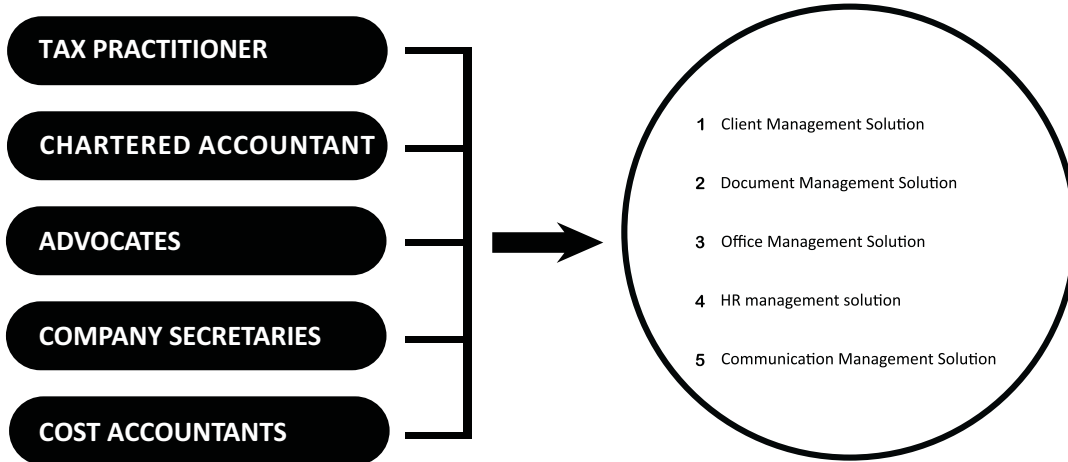 TAX PRACTITIONER
CHARTERED ACCOUNTANT
ADVOCATES
COMPANY SECRETARIES
COST ACCOUNTANTS
1 Client Management Solution
2 Document Management Solution
3 Office Management Solution
4 HR management solution
5 Communication Management Solution